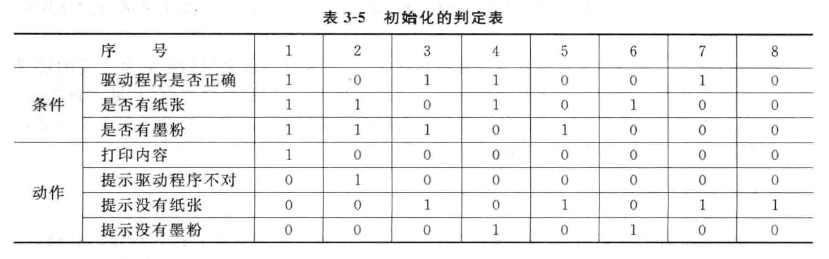 表 3-5 初始化的判定表
序 号 1 2 3 4 5 6 7 8
条件 驱动程序是否正确 1 0 1 1 0 0 1 0
是否有纸张 1 1 0 1 0 1 0 0
是否有墨粉 1 1 1 0 1 0 0 0
动作 打印内容 1 0 0 0 0 0 0 0
提示驱动程序不对 0 1 0 0 0 0 0 0
提示没有纸张 0 0 1 0 1 0 1 1
提示没有墨粉 0 0 0 1 0 1 0 0